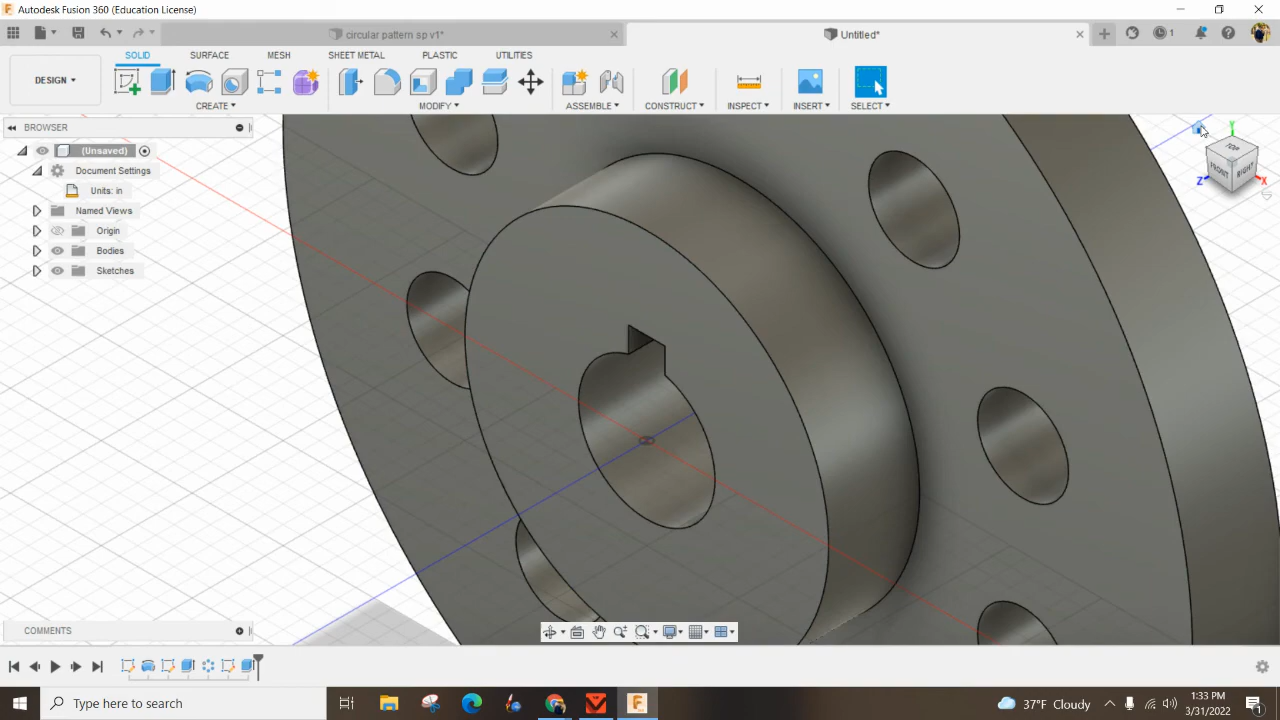 Autodesk Fusion 360 (Education License)
circular pattern sp v1*
Untitled*
1
SOLID
SURFACE
MESH
SHEET METAL
PLASTIC
UTILITIES
DESIGN
CREATE
MODIFY
ASSEMBLE
CONSTRUCT
INSPECT
INSERT
SELECT
BROWSER
(Unsaved)
Document Settings
Units: in
Named Views
Origin
Bodies
Sketches
Y
TOP
FRONT
RIGHT
Z
X
COMMENTS
Type here to search
37°F Cloudy
1:33 PM
3/31/2022
1